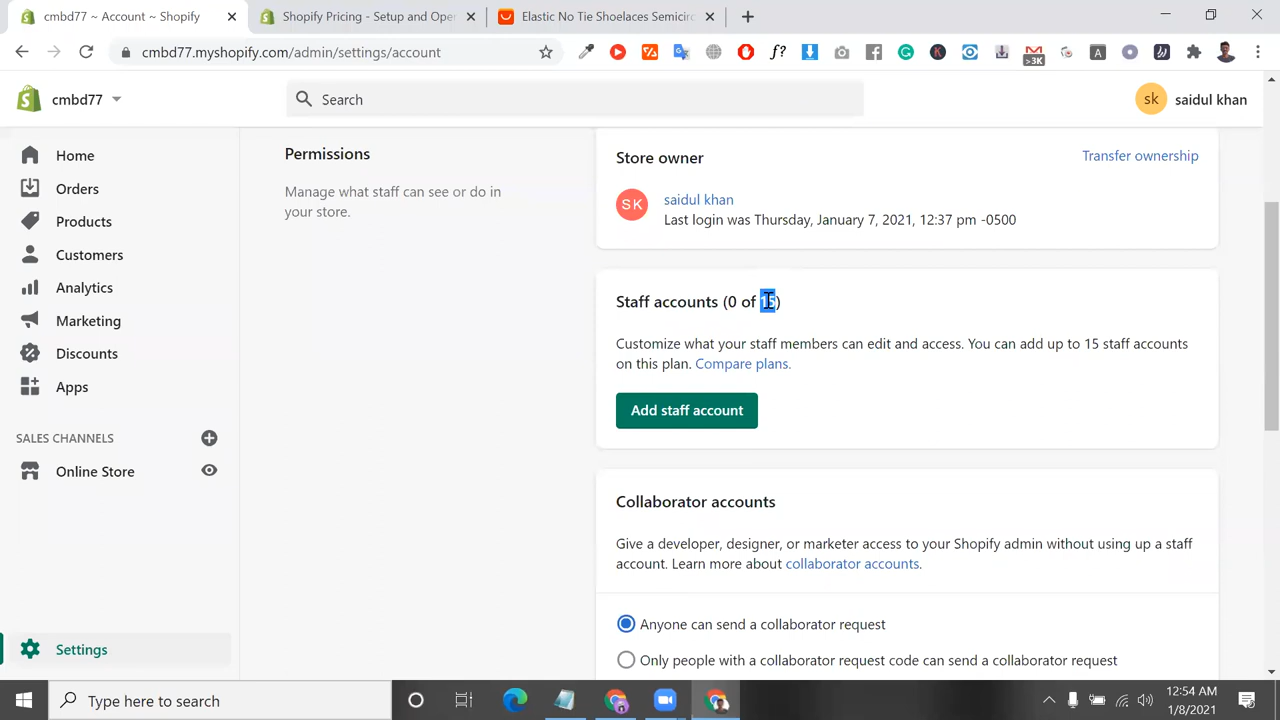 cmbd77 ~ Account ~ Shopify
Shopify Pricing - Setup and Oper
Elastic No Tie Shoelaces Semicirc
cmbd77.myshopify.com/admin/settings/account
>3K
cmbd77
Search
sk
saidul khan
Home
Orders
Products
Customers
Analytics
Marketing
Discounts
Apps
SALES CHANNELS
Online Store
Settings
Permissions
Manage what staff can see or do in
your store.
Store owner
Transfer ownership
SK
saidul khan
Last login was Thursday, January 7, 2021, 12:37 pm -0500
Staff accounts (0 of 15)
Customize what your staff members can edit and access. You can add up to 15 staff accounts
on this plan. Compare plans.
Add staff account
Collaborator accounts
Give a developer, designer, or marketer access to your Shopify admin without using up a staff
account. Learn more about collaborator accounts.
Anyone can send a collaborator request
Only people with a collaborator request code can send a collaborator request
Type here to search
12:54 AM
1/8/2021